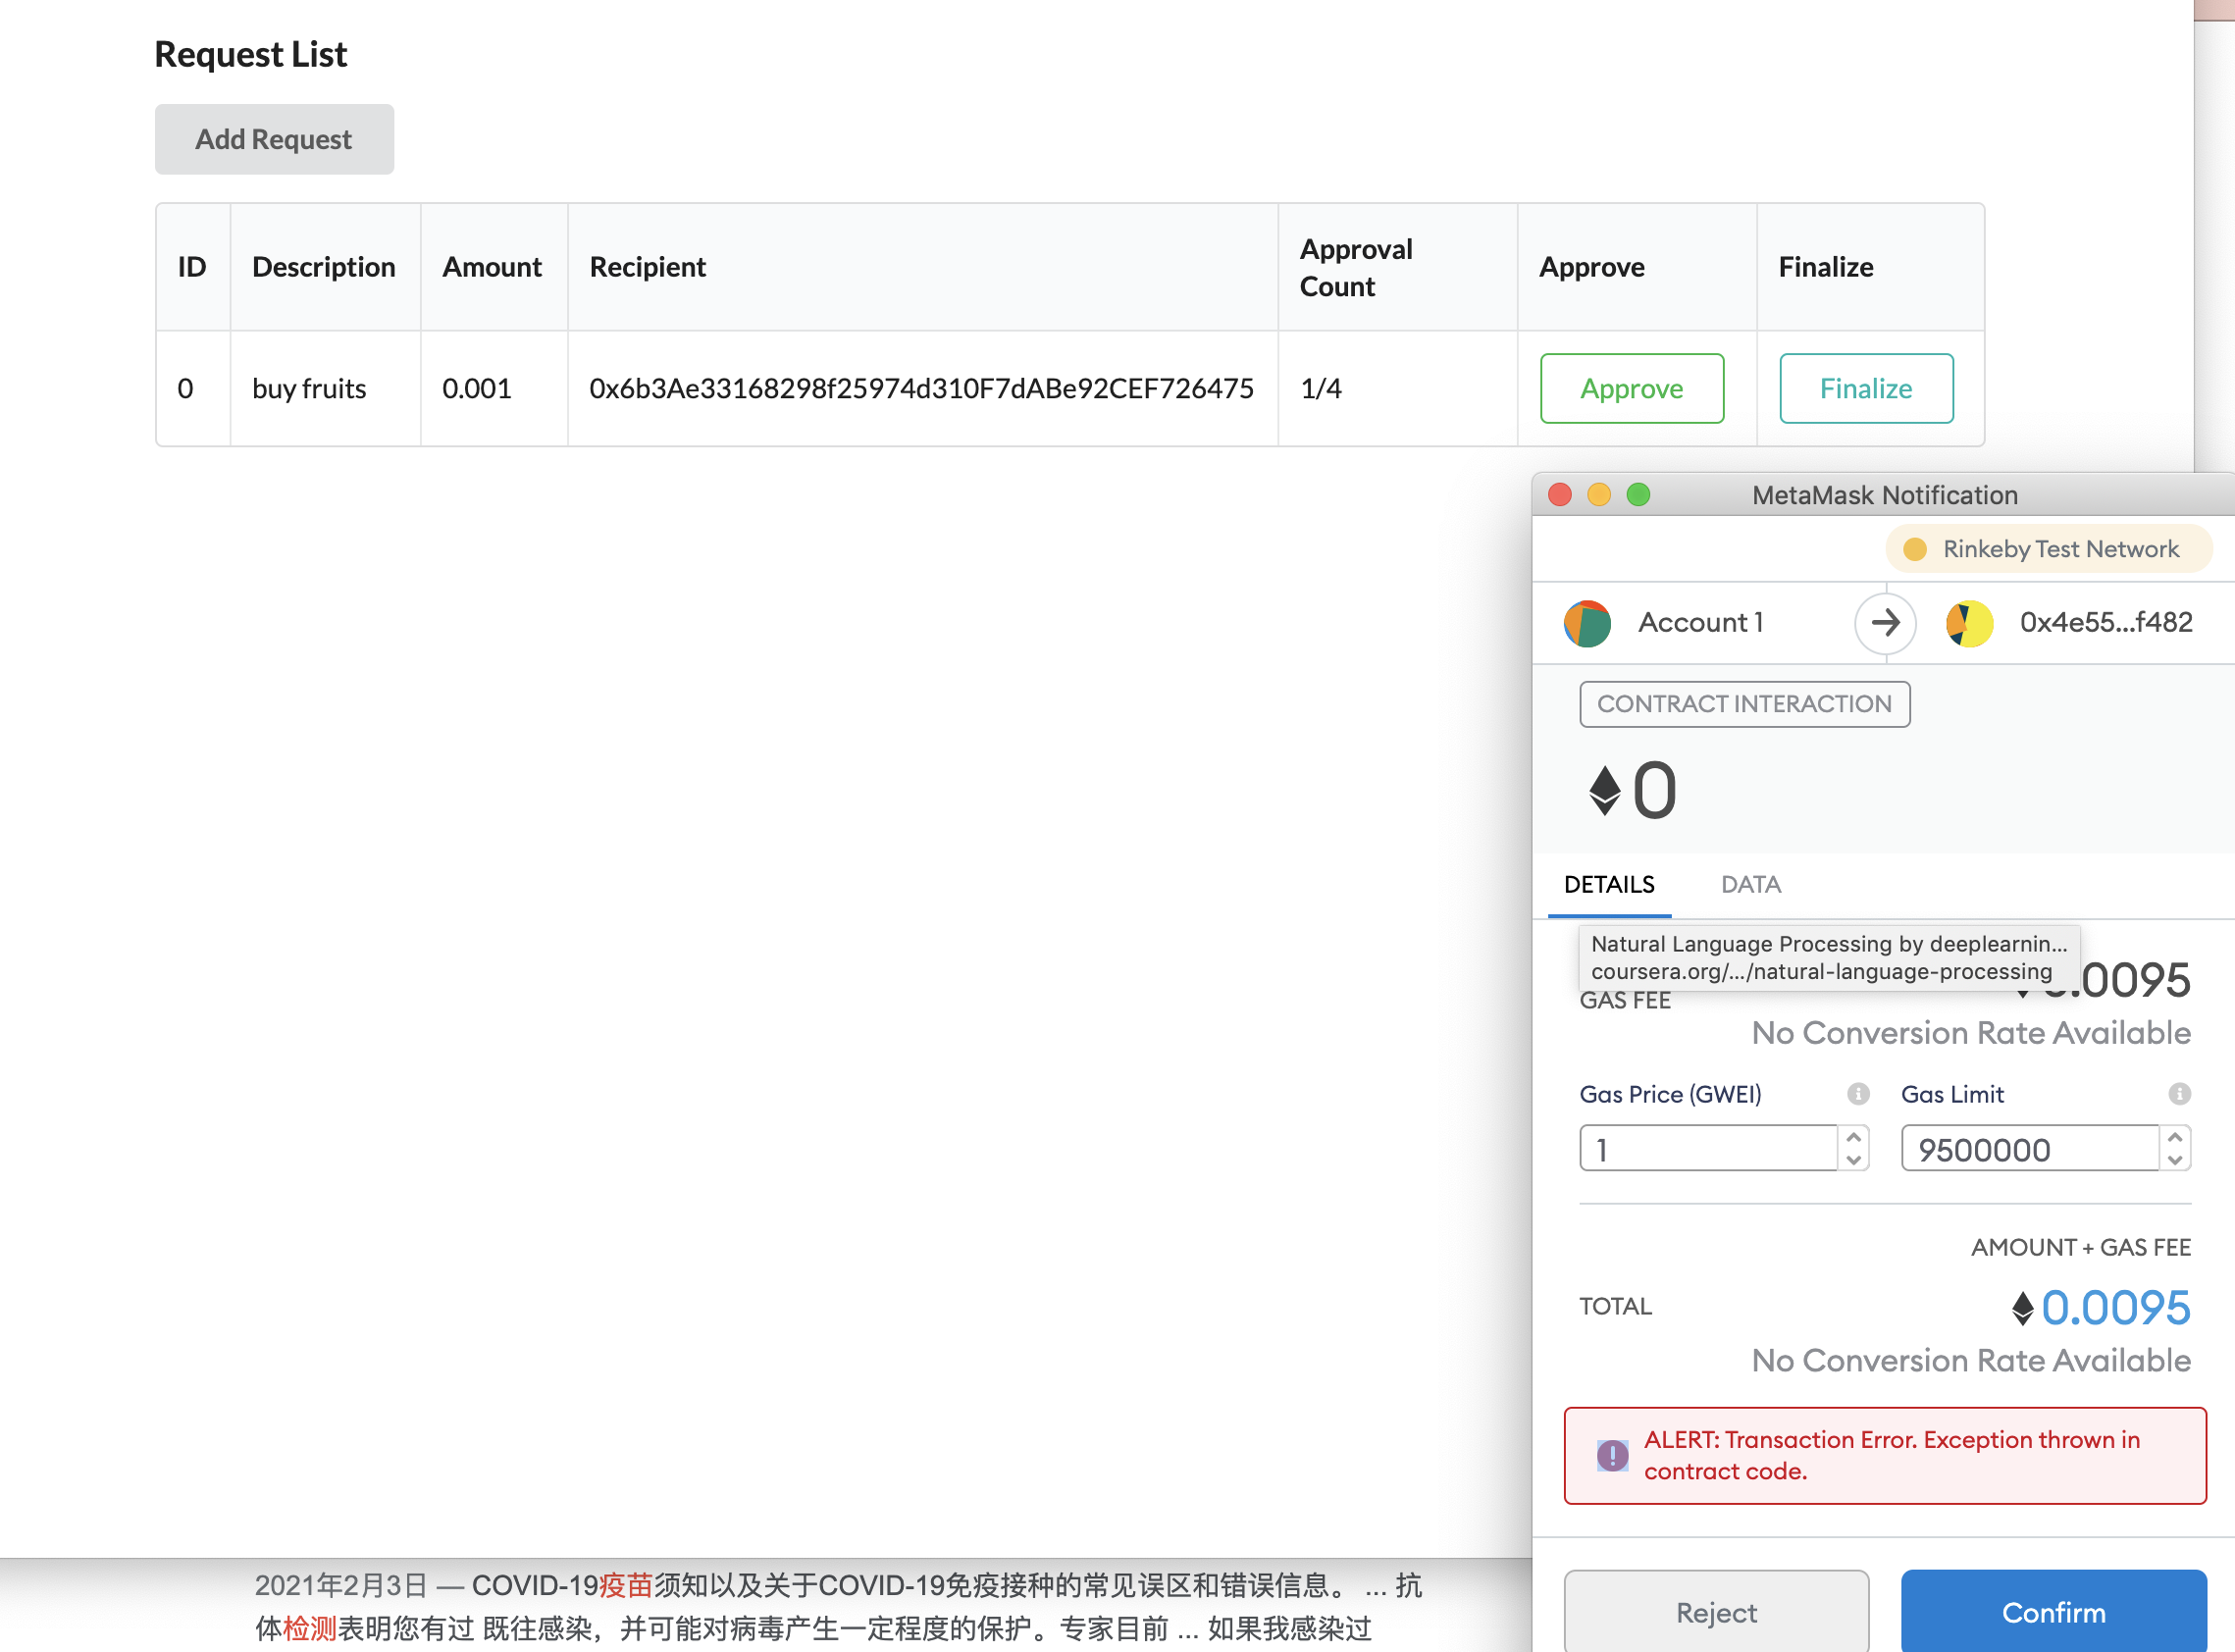 Request List
Add Request
ID Description Amount Recipient Approval Count Approve Finalize
0 buy fruits 0.001 0x6b3Ae33168298f25974d310F7dABe92CEF726475 1/4 Approve Finalize
MetaMask Notification
Rinkeby Test Network
Account 1 0x4e55...f482
CONTRACT INTERACTION
0
DETAILS DATA
Natural Language Processing by deeplearnin...
coursera.org/.../natural-language-processing
GAS FEE 0.0095
No Conversion Rate Available
Gas Price (GWEI) Gas Limit
1 9500000
AMOUNT + GAS FEE
TOTAL 0.0095
No Conversion Rate Available
ALERT: Transaction Error. Exception thrown in
contract code.
Reject Confirm
2021年2月3日 — COVID-19疫苗须知以及关于COVID-19免疫接种的常见误区和错误信息。 ... 抗
体检测表明您有过 既往感染，并可能对病毒产生一定程度的保护。专家目前 ... 如果我感染过